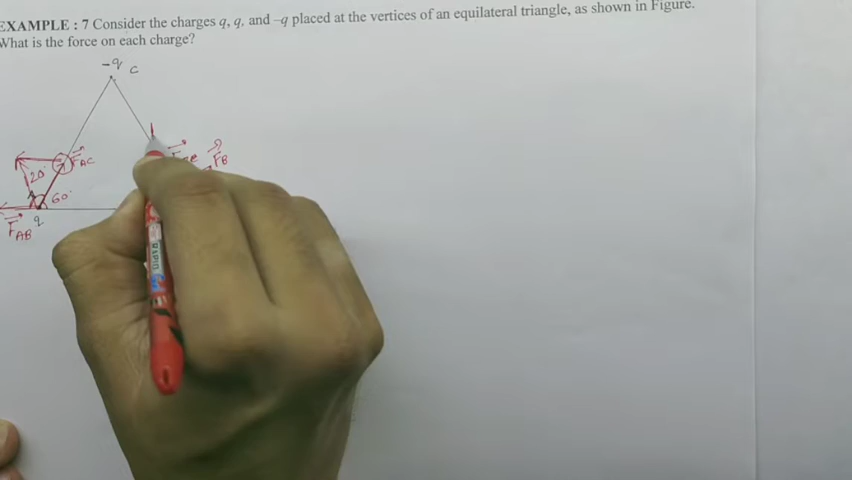 EXAMPLE : 7 Consider the charges q, q, and –q placed at the vertices of an equilateral triangle, as shown in Figure.
What is the force on each charge?
-q C
F_B
F_AC
120°
A 60°
q
F_AB